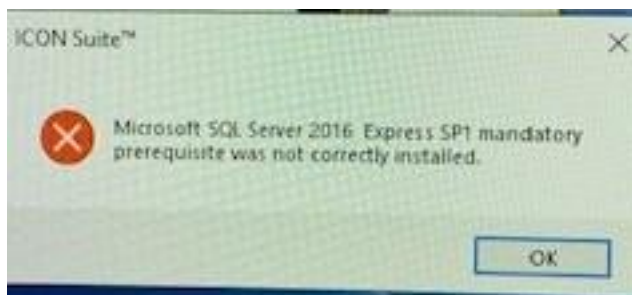 ICON Suite™
Microsoft SQL Server 2016 Express SP1 mandatory
prerequisite was not correctly installed.
OK